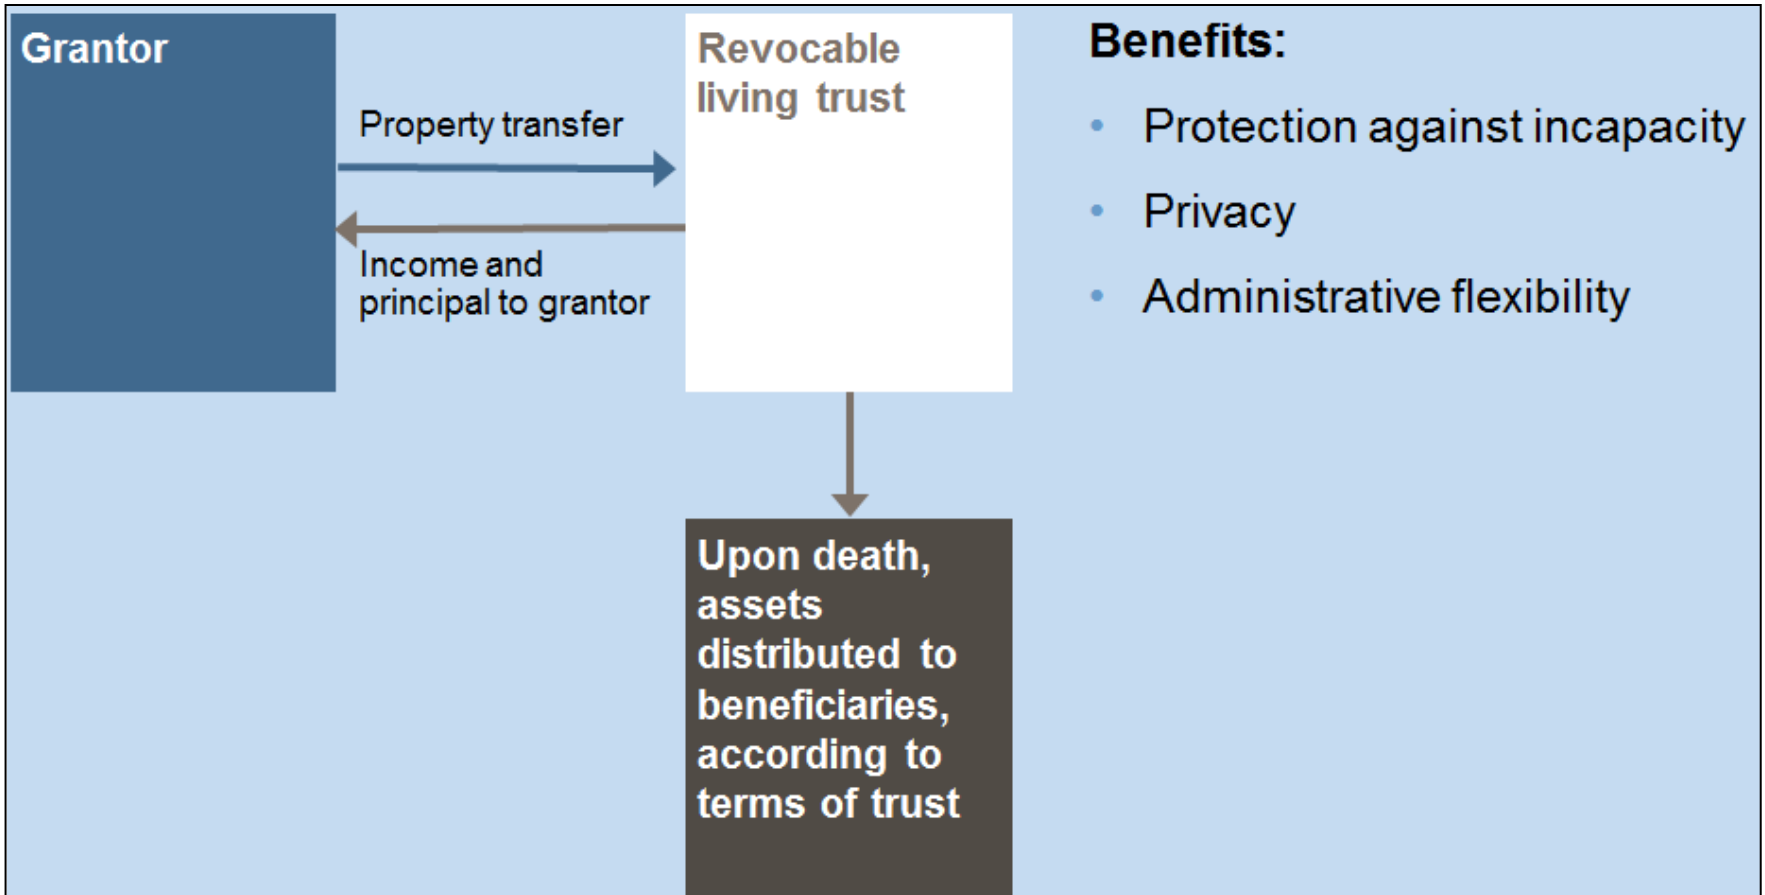 Grantor
Property transfer
Income and
principal to grantor
Revocable
living trust
Upon death,
assets
distributed to
beneficiaries,
according to
terms of trust
Benefits:
• Protection against incapacity
• Privacy
• Administrative flexibility